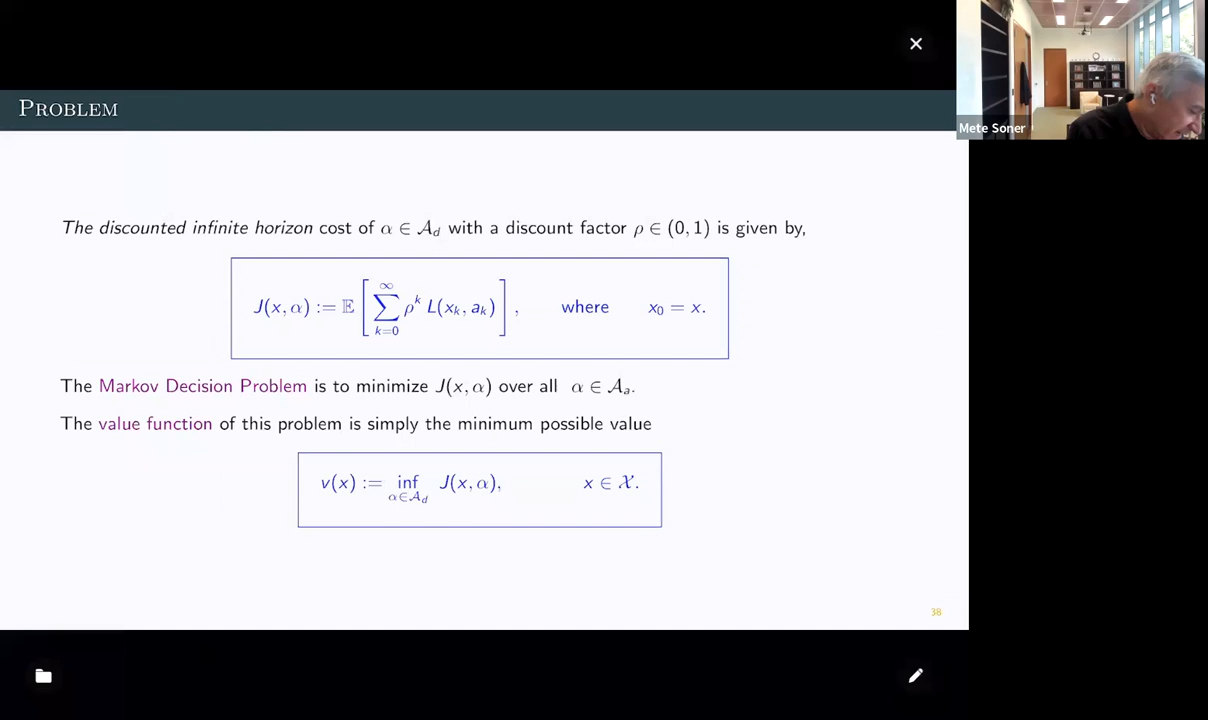 PROBLEM
Mete Soner
The discounted infinite horizon cost of α ∈ 𝒜_d with a discount factor ρ ∈ (0, 1) is given by,
J(x, α) := 𝔼 [ ∑_{k=0}^{∞} ρ^k L(x_k, a_k) ] , where x_0 = x.
The Markov Decision Problem is to minimize J(x, α) over all α ∈ 𝒜_a.
The value function of this problem is simply the minimum possible value
v(x) := inf_{α∈𝒜_d} J(x, α), x ∈ 𝒳.
38